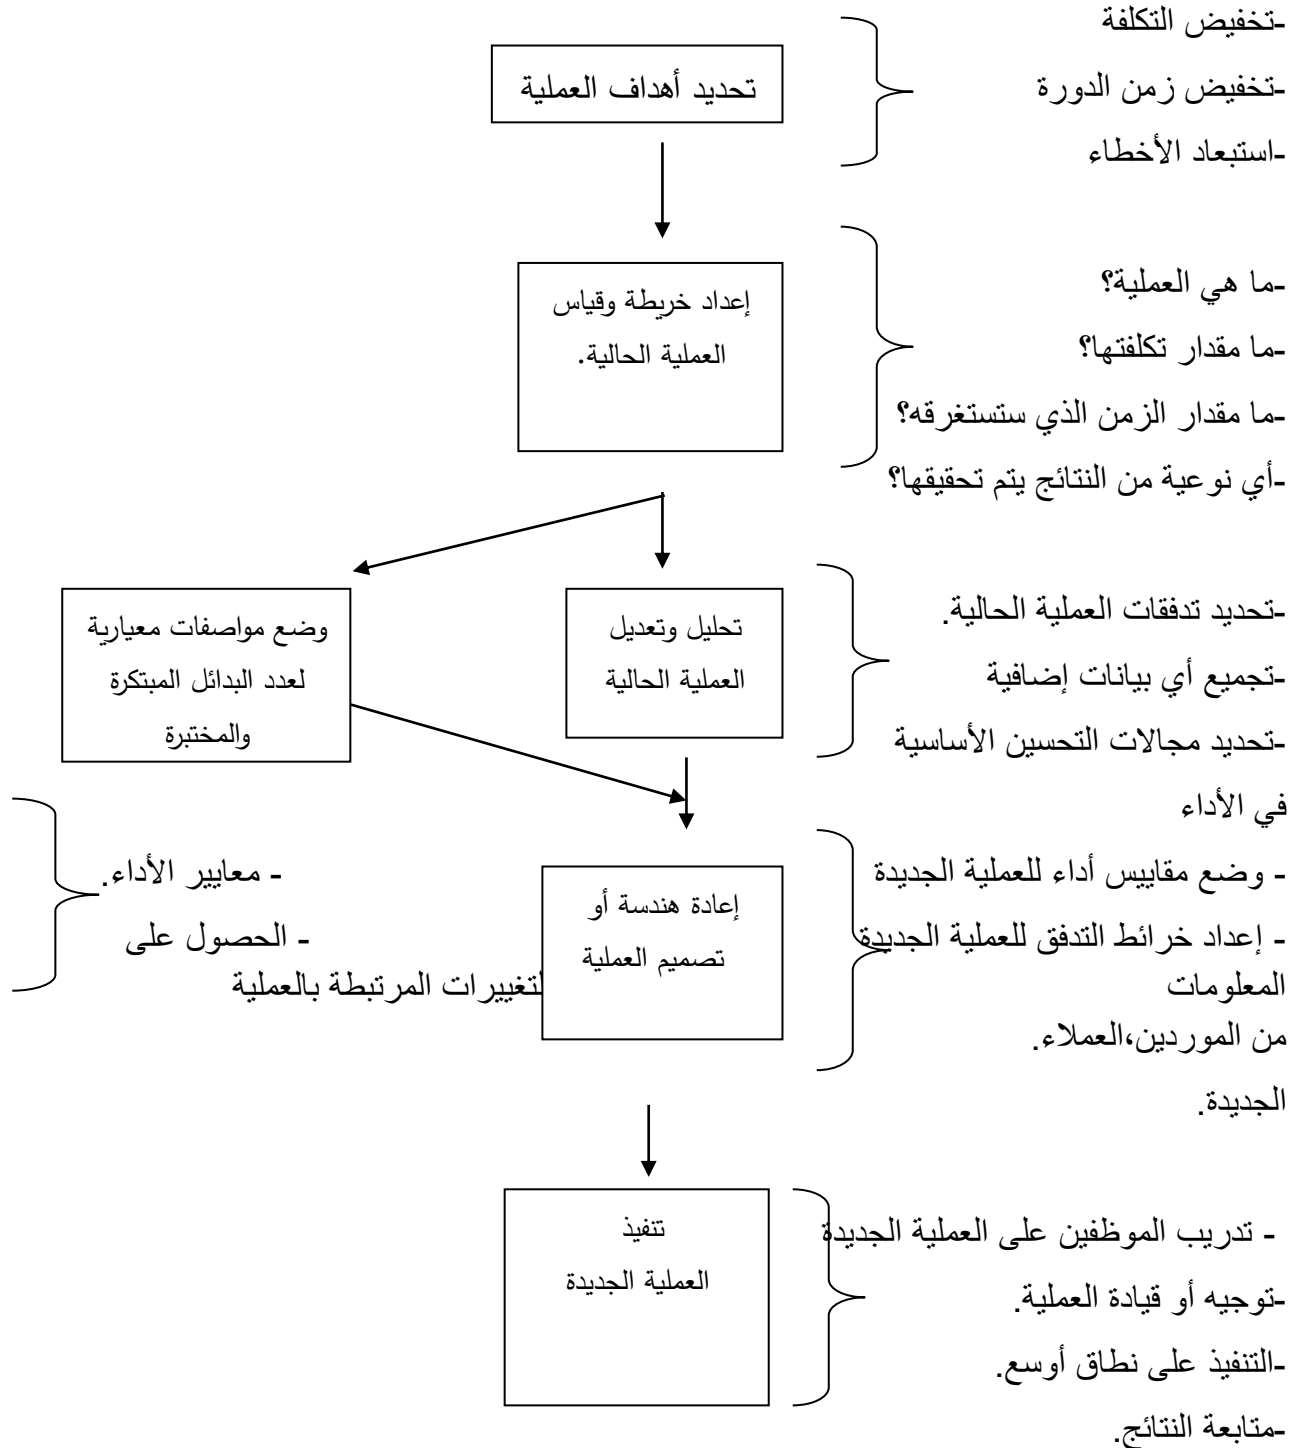 -تخفيض التكلفة
تحديد أهداف العملية
-تخفيض زمن الدورة
-استبعاد الأخطاء
إعداد خريطة وقياس
العملية الحالية.
-ما هي العملية؟
-ما مقدار تكلفتها؟
-ما مقدار الزمن الذي ستستغرقه؟
-أي نوعية من النتائج يتم تحقيقها؟
-تحديد تدفقات العملية الحالية.
-تجميع أي بيانات إضافية
-تحديد مجالات التحسين الأساسية
في الأداء
تحليل وتعديل
العملية الحالية
وضع مواصفات معيارية
لعدد البدائل المبتكرة
والمختبرة
- وضع مقاييس أداء للعملية الجديدة
- إعداد خرائط التدفق للعملية الجديدة
المعلومات
من الموردين،العملاء.
الجديدة.
إعادة هندسة أو
تصميم العملية
- معايير الأداء.
- الحصول على
لتغييرات المرتبطة بالعملية
تنفيذ
العملية الجديدة
- تدريب الموظفين على العملية الجديدة
-توجيه أو قيادة العملية.
-التنفيذ على نطاق أوسع.
-متابعة النتائج.